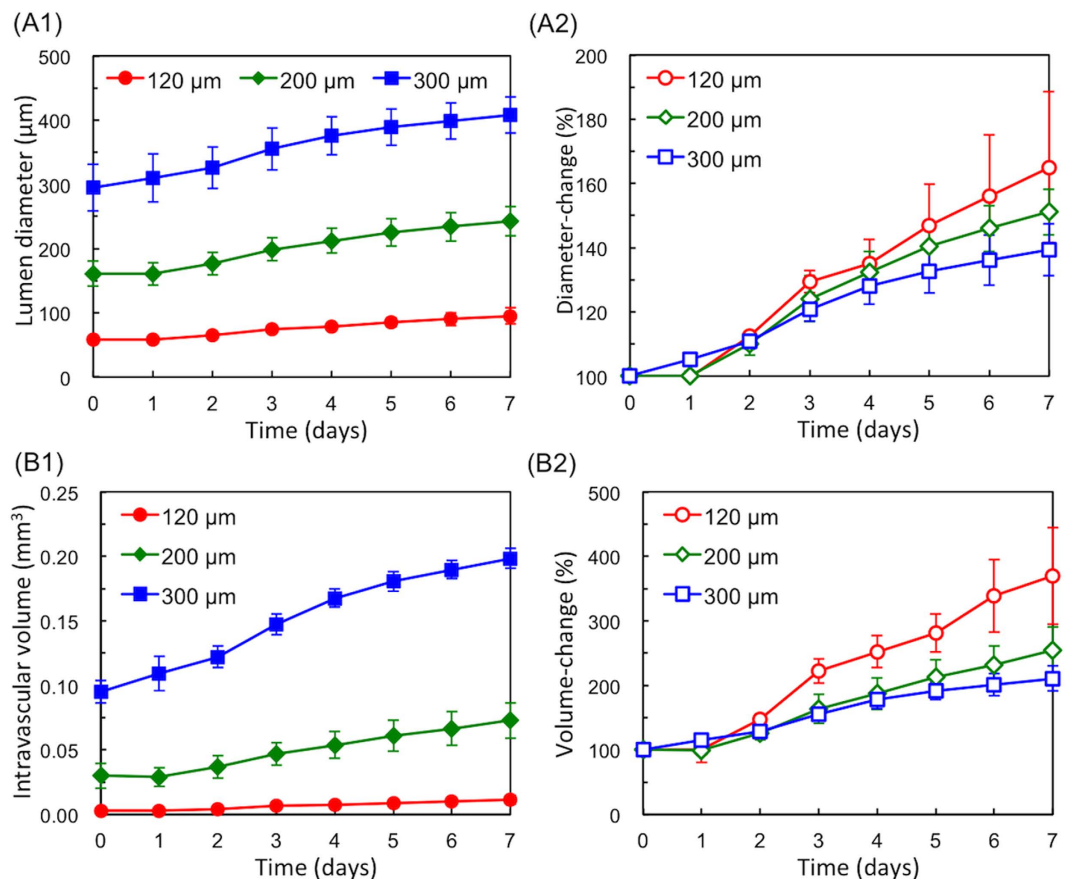 (A1)
500
400
300
200
100
0
Lumen diameter (µm)
120 µm 200 µm 300 µm
0 1 2 3 4 5 6 7
Time (days)
(A2)
200
180
160
140
120
100
Diameter-change (%)
120 µm
200 µm
300 µm
0 1 2 3 4 5 6 7
Time (days)
(B1)
0.25
0.20
0.15
0.10
0.05
0.00
Intravascular volume (mm³)
120 µm
200 µm
300 µm
0 1 2 3 4 5 6 7
Time (days)
(B2)
500
400
300
200
100
0
Volume-change (%)
120 µm
200 µm
300 µm
0 1 2 3 4 5 6 7
Time (days)